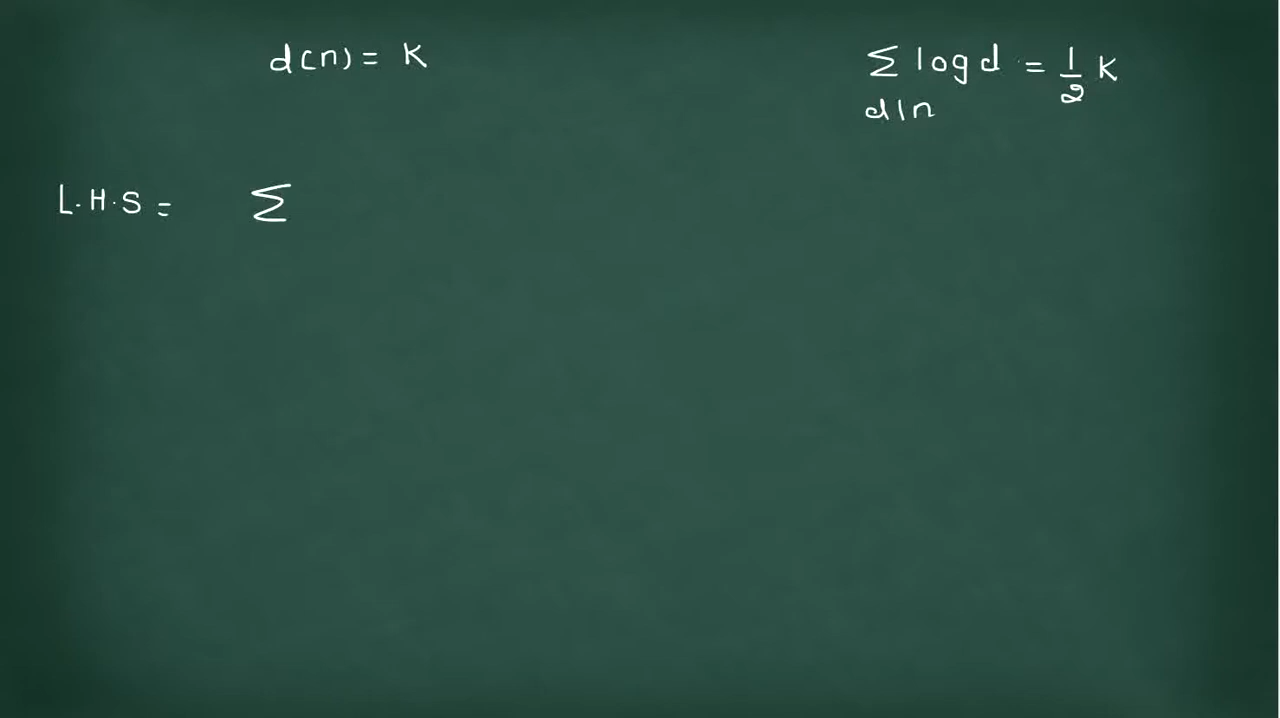 d(n) = K
Σ log d = 1/2 K
d|n
L.H.S = Σ